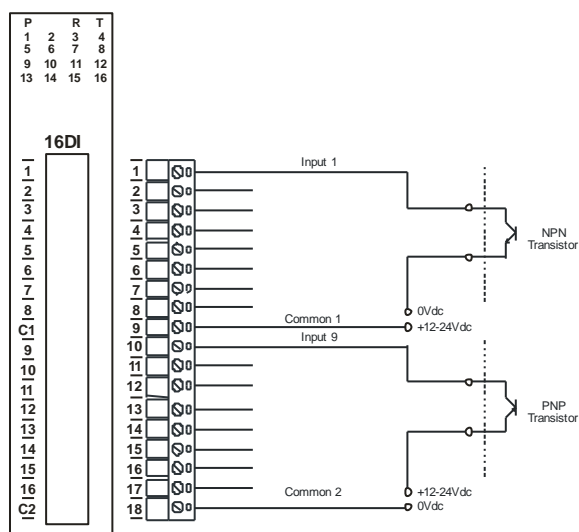 P R T
1 2 3 4
5 6 7 8
9 10 11 12
13 14 15 16
16DI
1
2
3
4
5
6
7
8
C1
9
10
11
12
13
14
15
16
C2
1
2
3
4
5
6
7
8
9
10
11
12
13
14
15
16
17
18
Input 1
NPN
Transistor
0Vdc
Common 1
+12-24Vdc
Input 9
PNP
Transistor
+12-24Vdc
Common 2
0Vdc